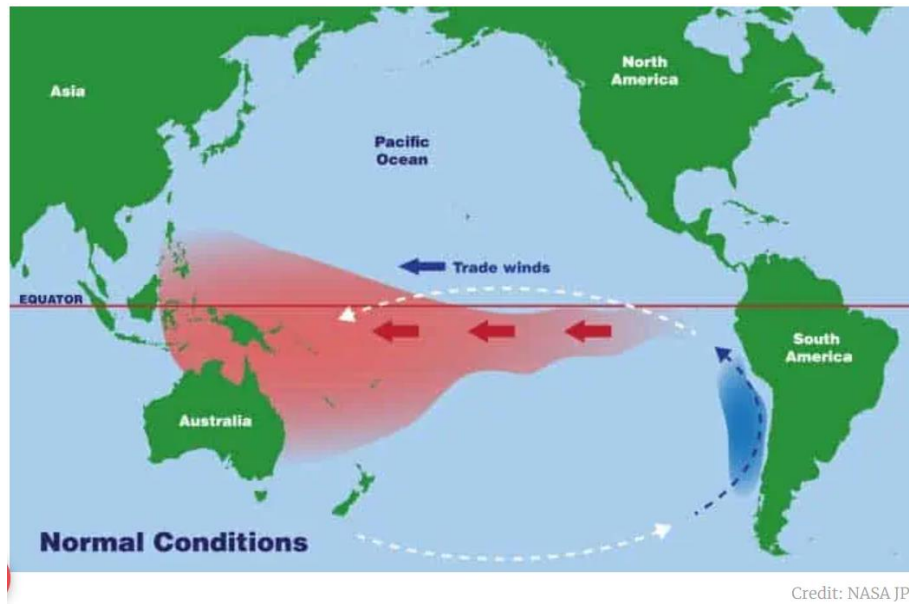 Asia
North
America
Pacific
Ocean
Trade winds
EQUATOR
South
America
Australia
Normal Conditions
Credit: NASA JP